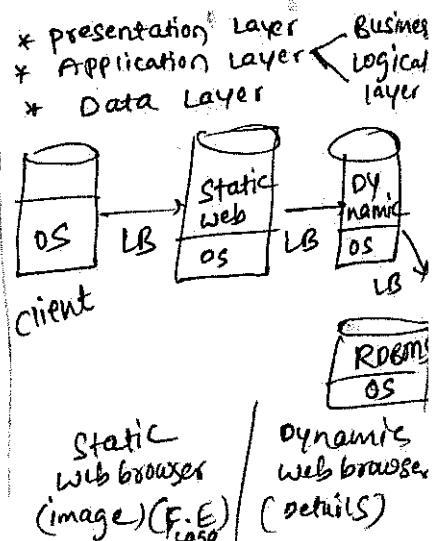 * Presentation Layer
* Application Layer
Busines
Logical
layer
* Data Layer
Static
web
DY
namic
OS
LB
OS
LB
OS
LB
client
RDBMS
OS
Static
web browser
(image) (F.E)
Dynamic
web browser
(Details)